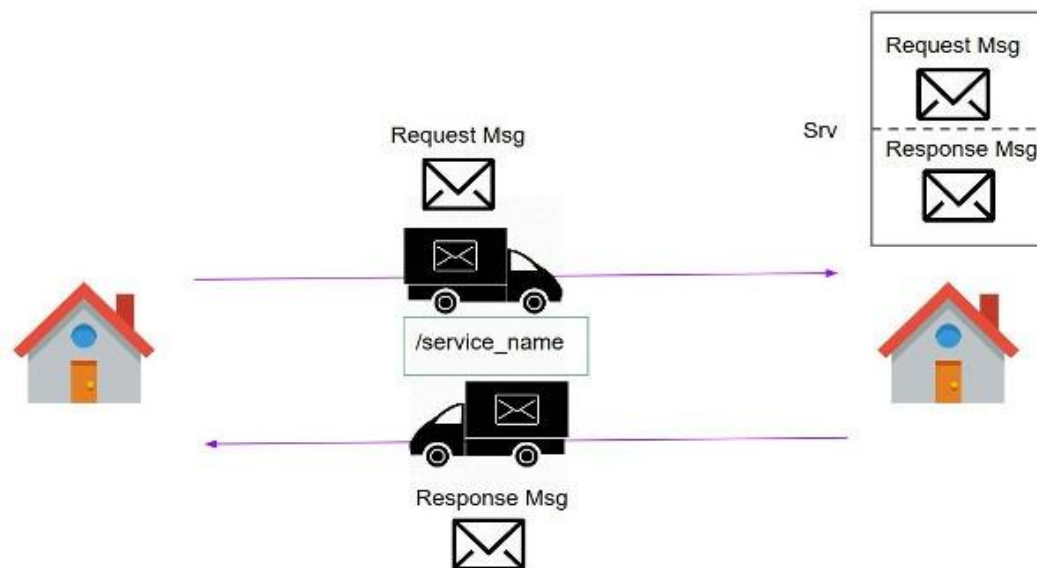 Request Msg
Srv
Response Msg
Request Msg
/service_name
Response Msg